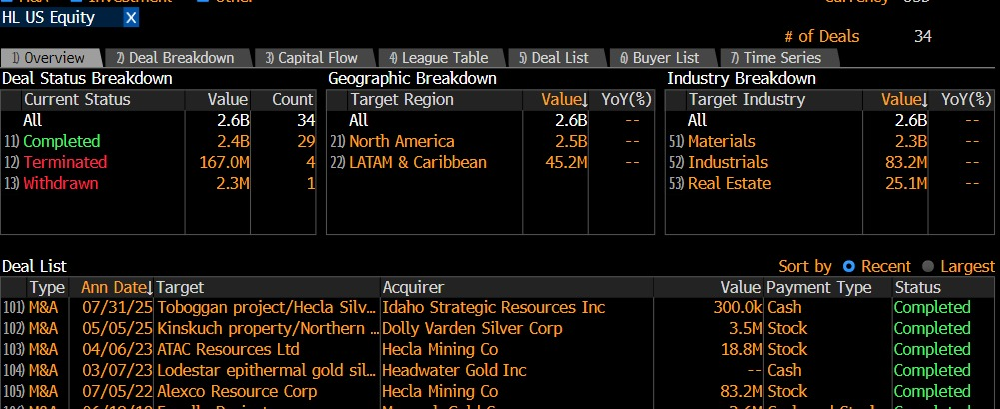 M&A Investment Other Currency USD
HL US Equity X
# of Deals 34
1) Overview 2) Deal Breakdown 3) Capital Flow 4) League Table 5) Deal List 6) Buyer List 7) Time Series
Deal Status Breakdown Geographic Breakdown Industry Breakdown
Current Status Value Count Target Region Value↓ YoY(%) Target Industry Value↓ YoY(%)
All 2.6B 34 All 2.6B -- All 2.6B --
11) Completed 2.4B 29 21) North America 2.5B -- 51) Materials 2.3B --
12) Terminated 167.0M 4 22) LATAM & Caribbean 45.2M -- 52) Industrials 83.2M --
13) Withdrawn 2.3M 1 53) Real Estate 25.1M --
Deal List Sort by Recent Largest
Type Ann Date↓ Target Acquirer Value Payment Type Status
101) M&A 07/31/25 Toboggan project/Hecla Silv... Idaho Strategic Resources Inc 300.0k Cash Completed
102) M&A 05/05/25 Kinskuch property/Northern ... Dolly Varden Silver Corp 3.5M Stock Completed
103) M&A 04/06/23 ATAC Resources Ltd Hecla Mining Co 18.8M Stock Completed
104) M&A 03/07/23 Lodestar epithermal gold sil... Headwater Gold Inc -- Cash Completed
105) M&A 07/05/22 Alexco Resource Corp Hecla Mining Co 83.2M Stock Completed